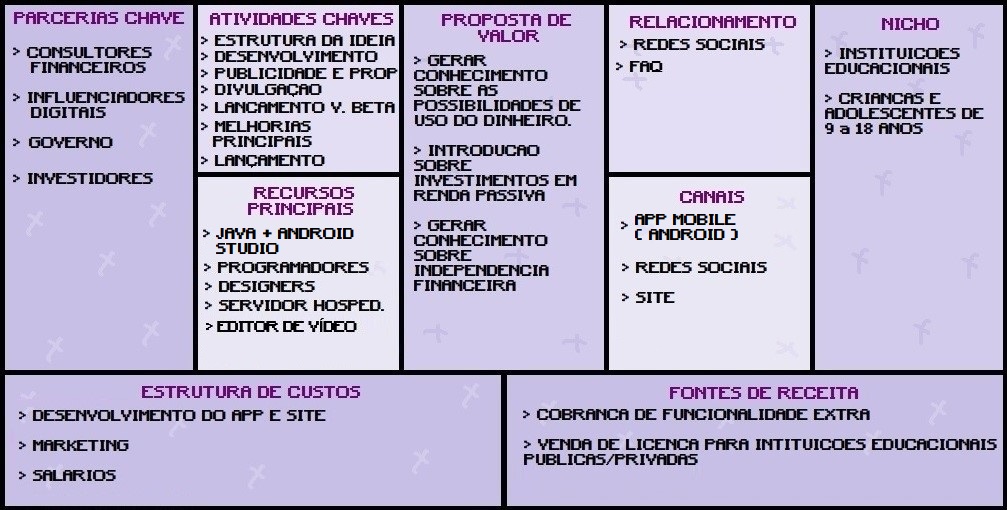 PARCERIAS CHAVE
> CONSULTORES
FINANCEIROS
> INFLUENCIADORES
DIGITAIS
> GOVERNO
> INVESTIDORES
ATIVIDADES CHAVES
> ESTRUTURA DA IDEIA
> DESENVOLVIMENTO
> PUBLICIDADE E PROP
> DIVULGAÇAO
> LANCAMENTO V. BETA
> MELHORIAS
PRINCIPAIS
> LANÇAMENTO
RECURSOS
PRINCIPAIS
> JAVA + ANDROID
STUDIO
> PROGRAMADORES
> DESIGNERS
> SERVIDOR HOSPED.
> EDITOR DE VÍDEO
PROPOSTA DE
VALOR
> GERAR
CONHECIMENTO
SOBRE AS
POSSIBILIDADES DE
USO DO DINHEIRO.
> INTRODUCAO
SOBRE
INVESTIMENTOS EM
RENDA PASSIVA
> GERAR
CONHECIMENTO
SOBRE
INDEPENDENCIA
FINANCEIRA
RELACIONAMENTO
> REDES SOCIAIS
> FAQ
CANAIS
> APP MOBILE
( ANDROID )
> REDES SOCIAIS
> SITE
NICHO
> INSTITUICOES
EDUCACIONAIS
> CRIANCAS E
ADOLESCENTES DE
9 a 18 ANOS
ESTRUTURA DE CUSTOS
> DESENVOLVIMENTO DO APP E SITE
> MARKETING
> SALARIOS
FONTES DE RECEITA
> COBRANCA DE FUNCIONALIDADE EXTRA
> VENDA DE LICENCA PARA INTITUICOES EDUCACIONAIS
PUBLICAS/PRIVADAS